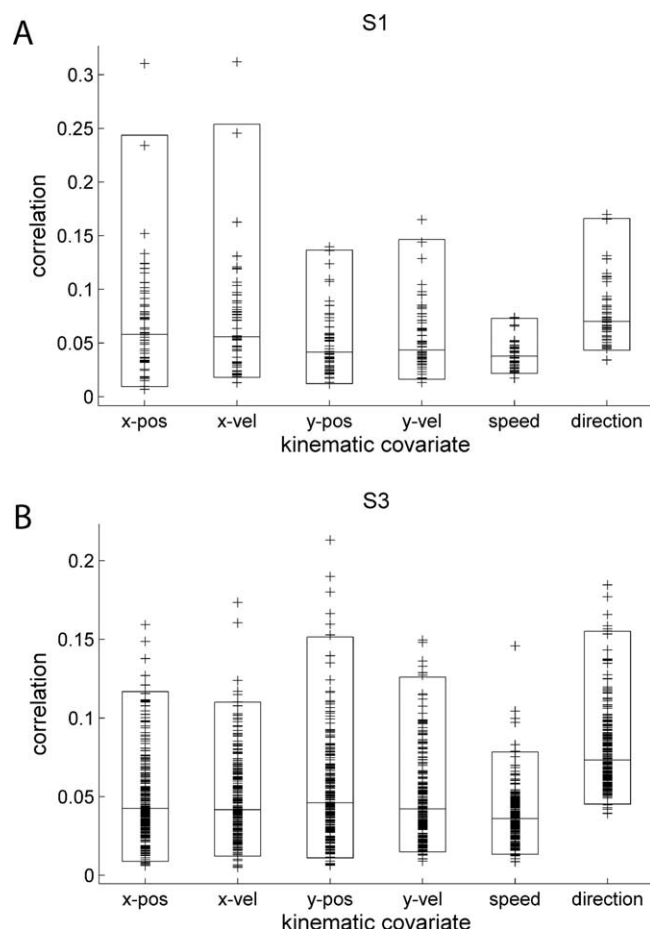 A
S1
correlation
0.3
0.25
0.2
0.15
0.1
0.05
0
x-pos x-vel y-pos y-vel speed direction
kinematic covariate
B
S3
correlation
0.2
0.15
0.1
0.05
0
x-pos x-vel y-pos y-vel speed direction
kinematic covariate